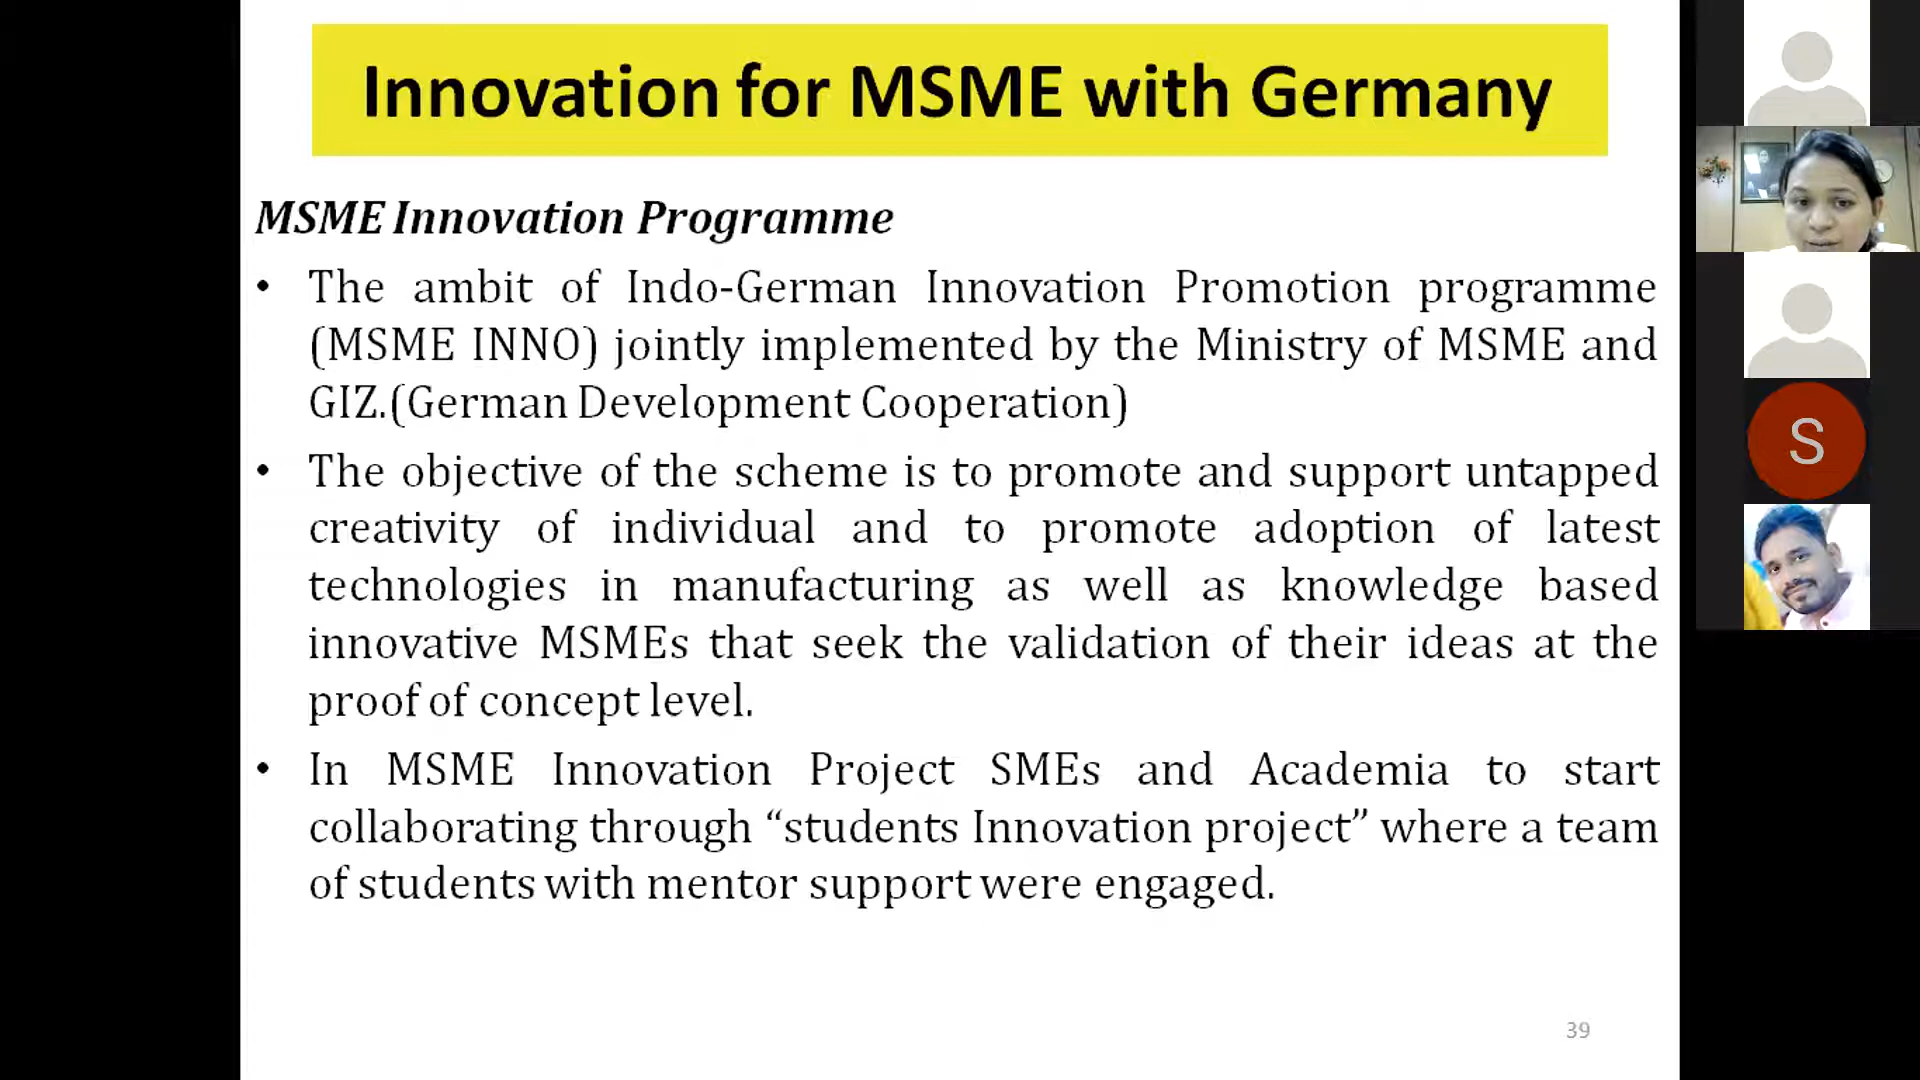 Innovation for MSME with Germany
MSME Innovation Programme
• The ambit of Indo-German Innovation Promotion programme
(MSME INNO) jointly implemented by the Ministry of MSME and
GIZ.(German Development Cooperation)
• The objective of the scheme is to promote and support untapped
creativity of individual and to promote adoption of latest
technologies in manufacturing as well as knowledge based
innovative MSMEs that seek the validation of their ideas at the
proof of concept level.
• In MSME Innovation Project SMEs and Academia to start
collaborating through “students Innovation project” where a team
of students with mentor support were engaged.
39
S